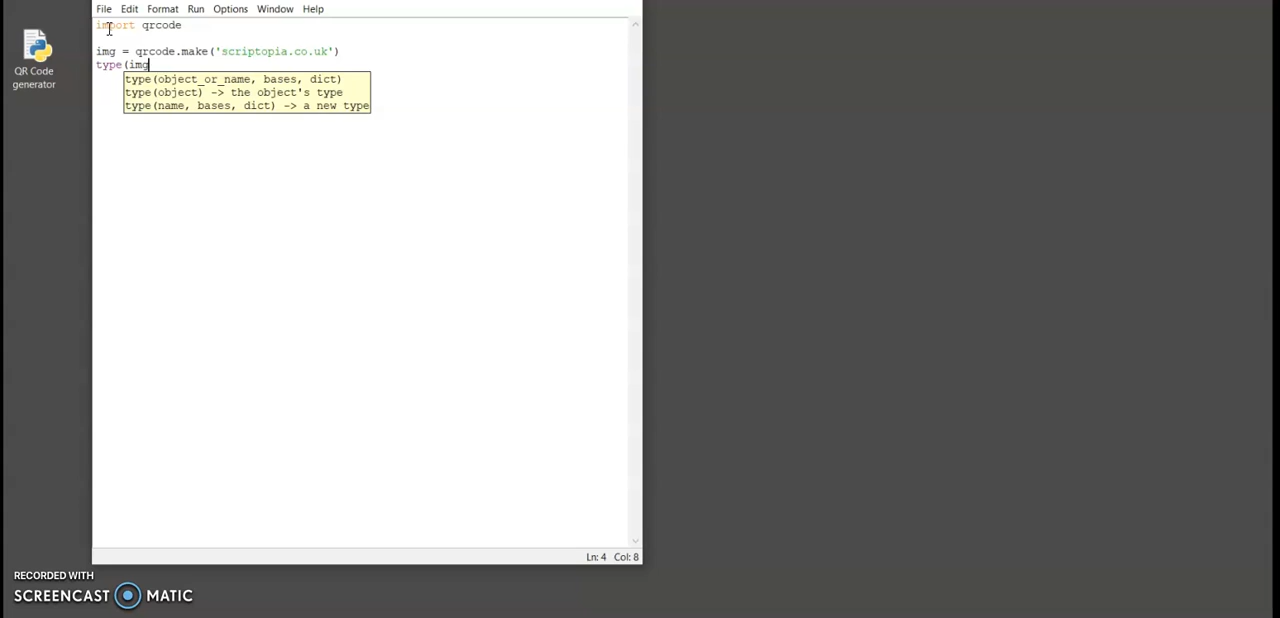 File Edit Format Run Options Window Help
import qrcode
img = qrcode.make('scriptopia.co.uk')
type(img
type(object_or_name, bases, dict)
type(object) -> the object's type
type(name, bases, dict) -> a new type
QR Code
generator
Ln: 4 Col: 8
RECORDED WITH
SCREENCAST MATIC